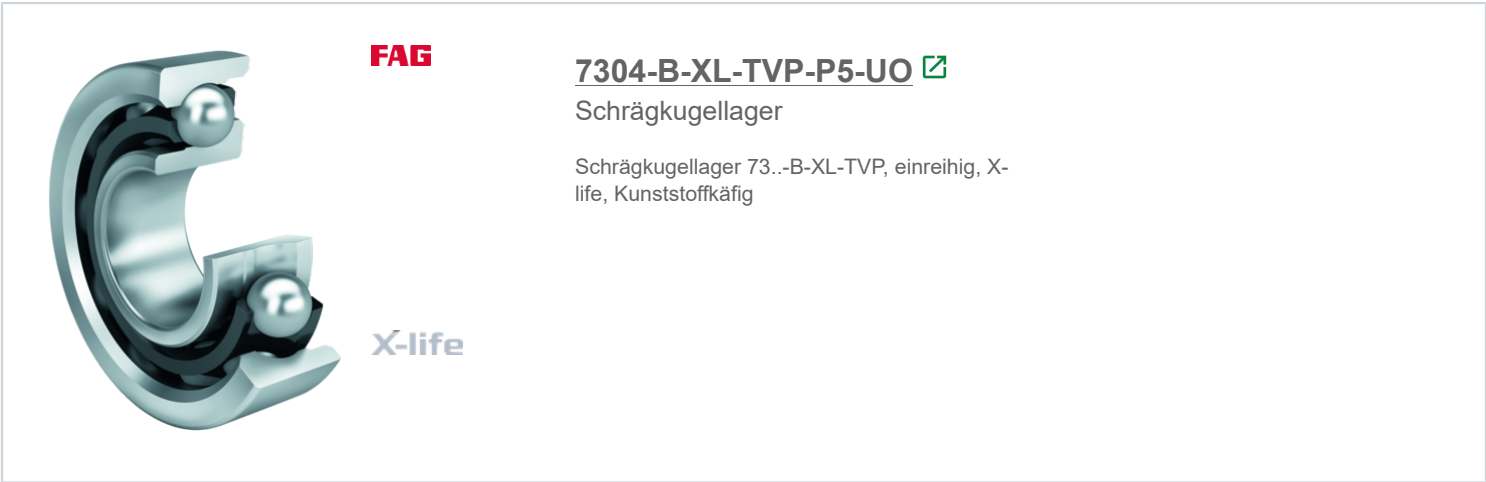 FAG
7304-B-XL-TVP-P5-UO
Schrägkugellager
Schrägkugellager 73..-B-XL-TVP, einreihig, X-
life, Kunststoffkäfig
X-life